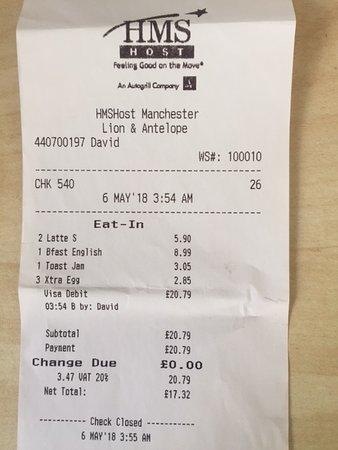 HMS
HOST
Feeling Good on the Move®
An Autogrill Company
HMSHost Manchester
Lion & Antelope
440700197 David
WS#: 100010
CHK 540 26
6 MAY'18 3:54 AM
Eat-In
2 Latte S 5.90
1 Bfast English 8.99
1 Toast Jam 3.05
3 Xtra Egg 2.85
Visa Debit £20.79
03:54 B by: David
Subtotal £20.79
Payment £20.79
Change Due £0.00
3.47 VAT 20% 20.79
Net Total: £17.32
---------- Check Closed ----------
6 MAY'18 3:55 AM